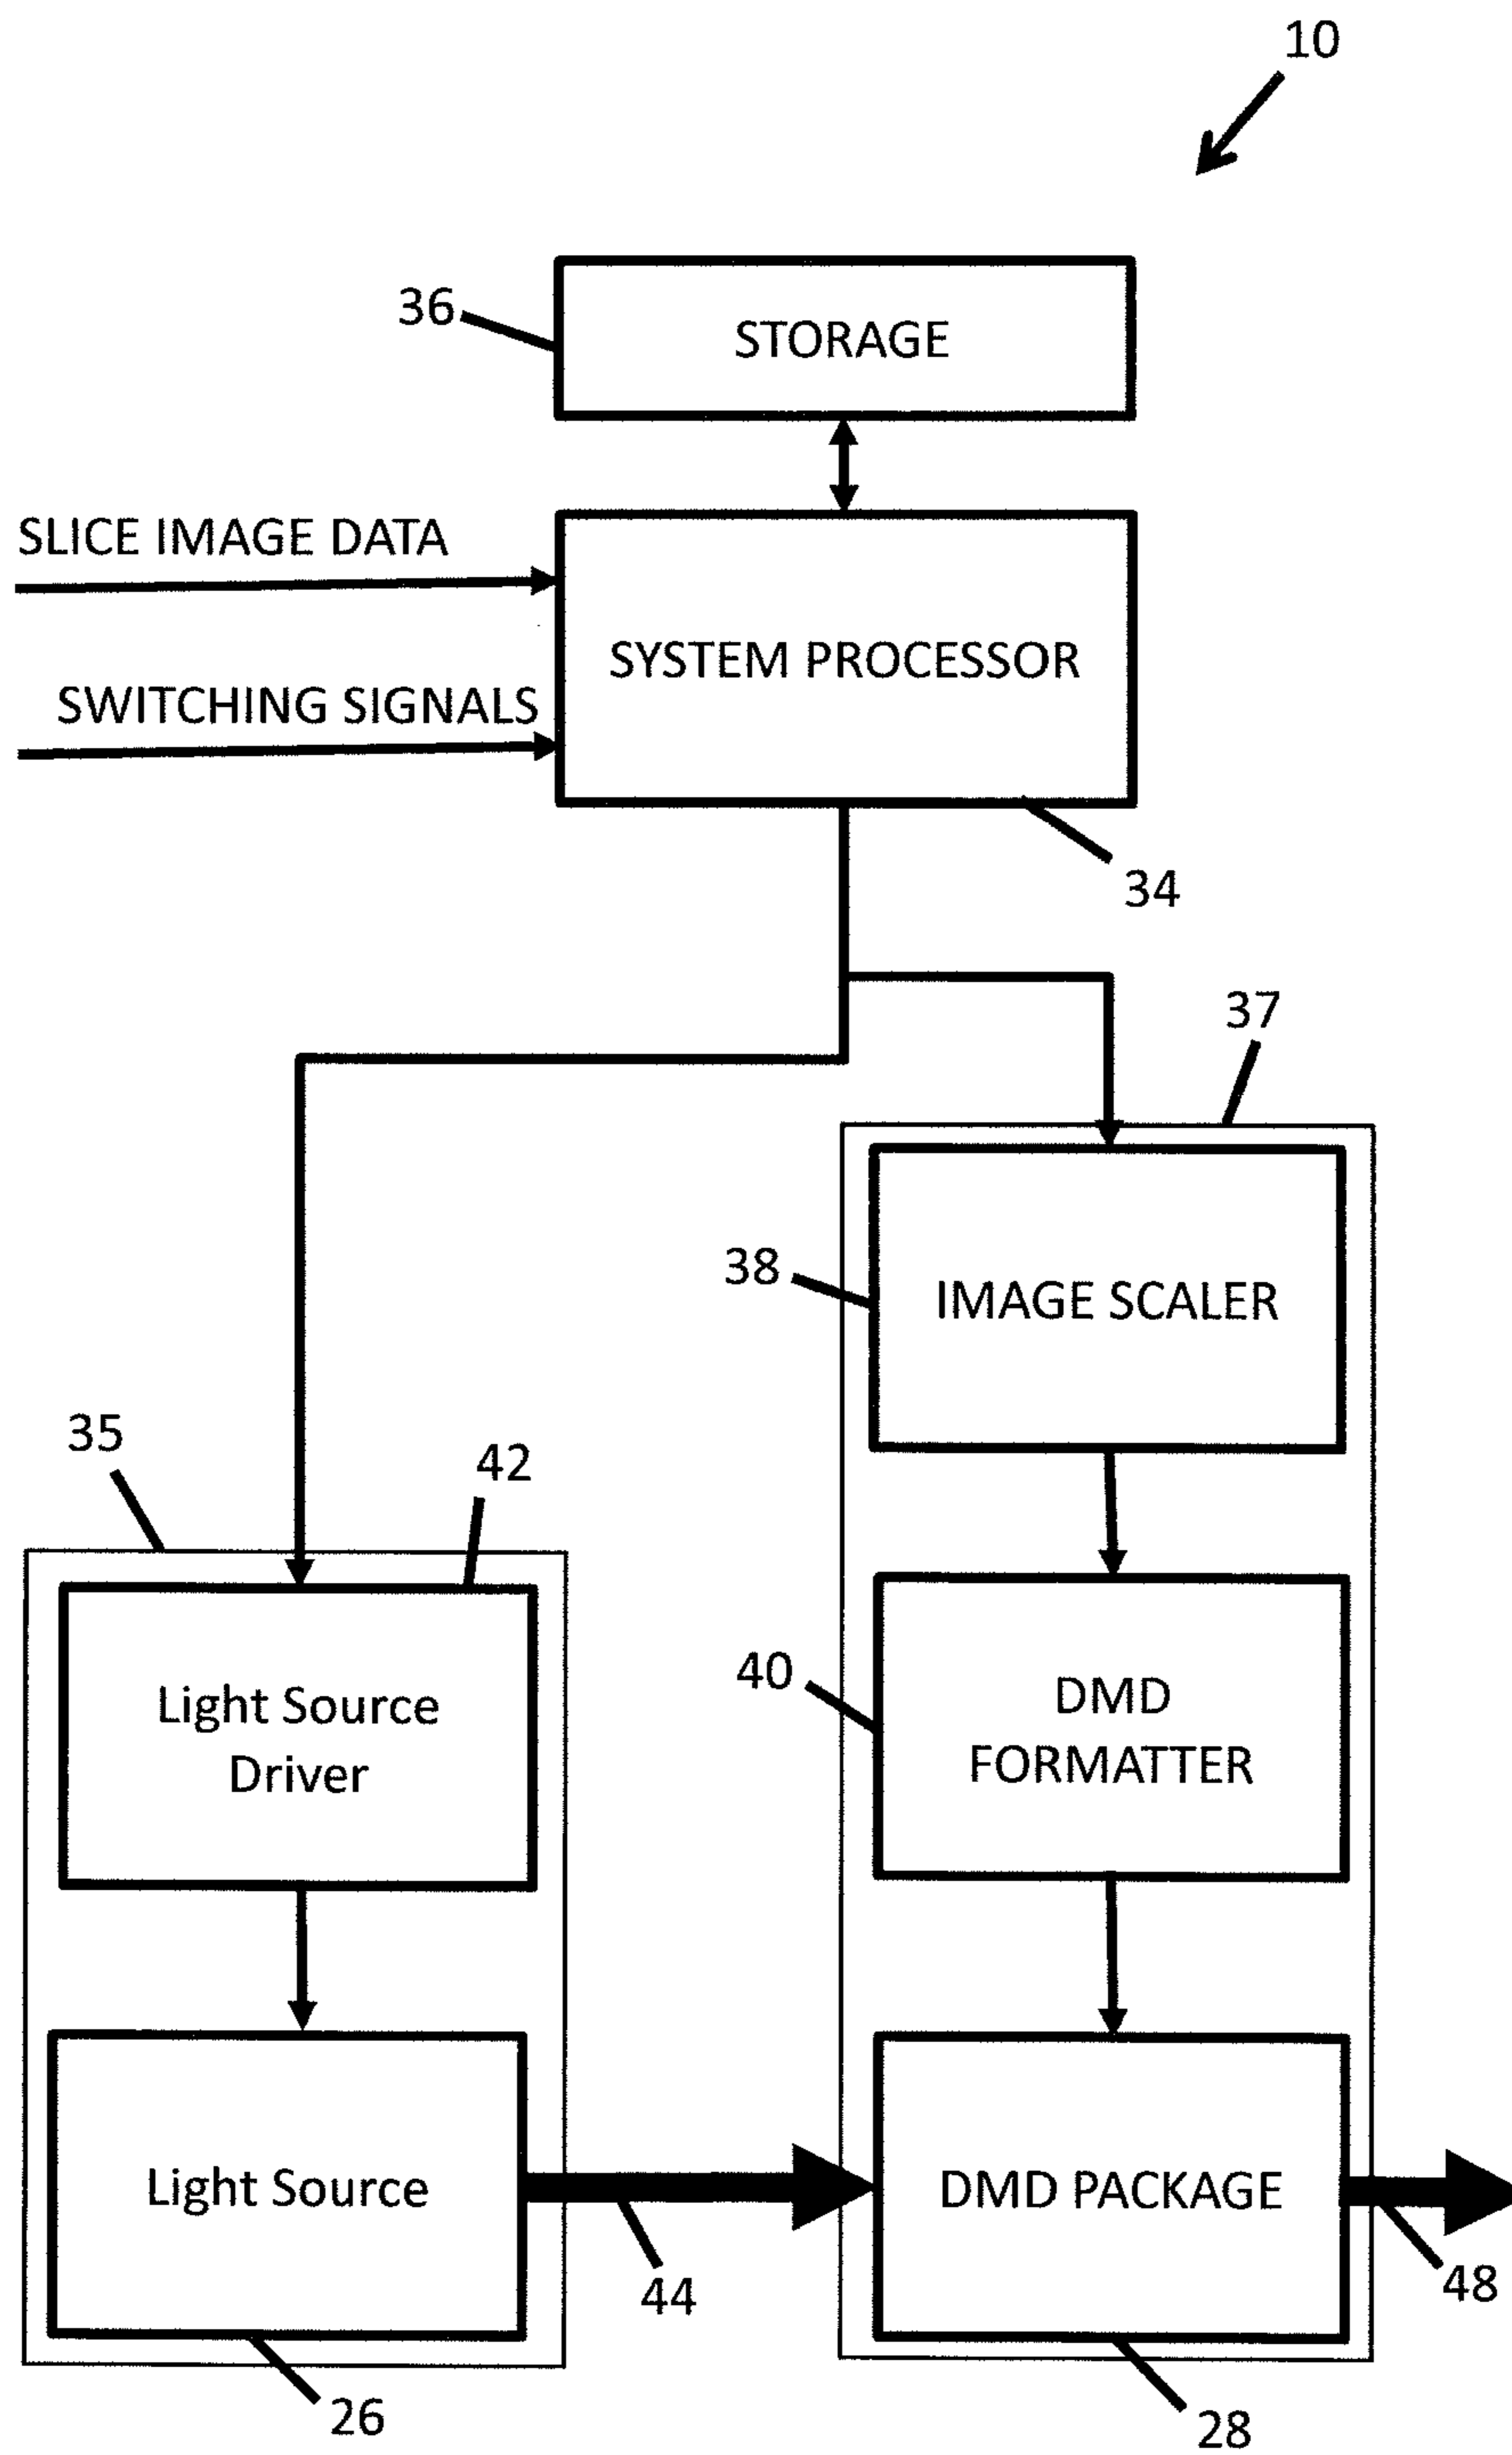 10
36
STORAGE
SLICE IMAGE DATA
SYSTEM PROCESSOR
SWITCHING SIGNALS
34
37
38
IMAGE SCALER
35
42
40
DMD
FORMATTER
Light Source
Driver
Light Source
DMD PACKAGE
44
48
26
28